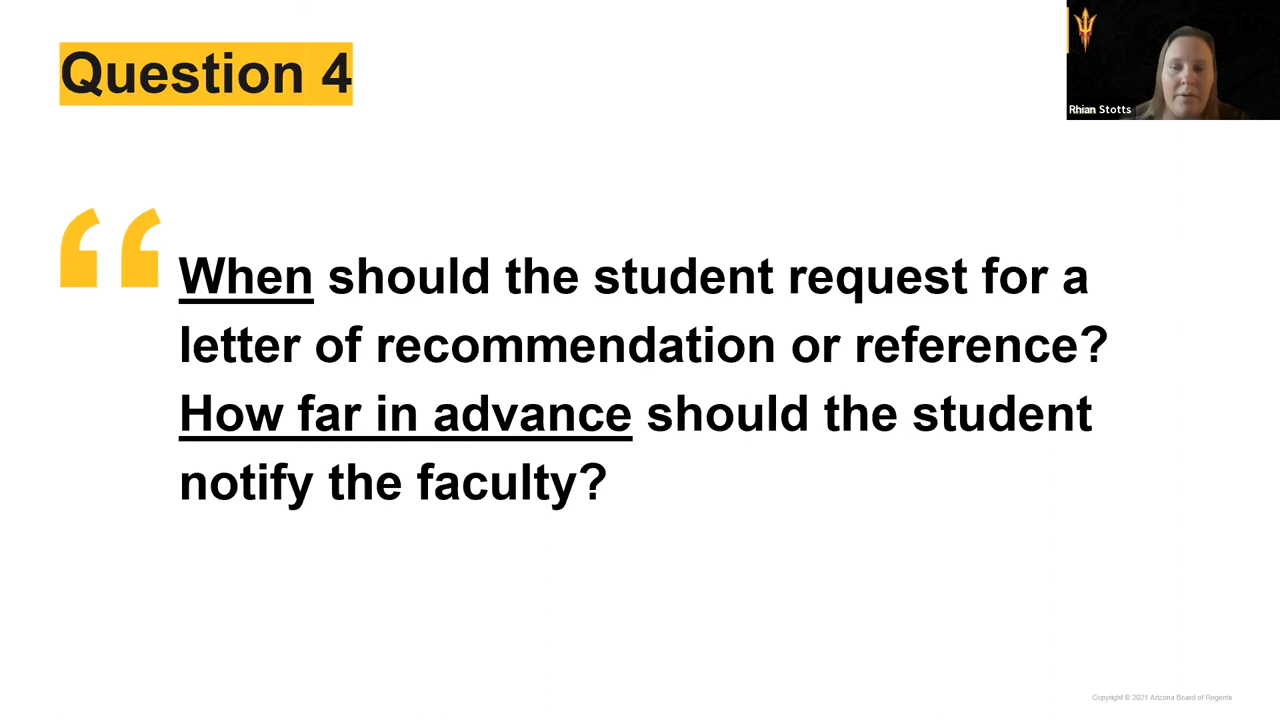 Question 4
Rhian Stotts
“
When should the student request for a
letter of recommendation or reference?
How far in advance should the student
notify the faculty?
Copyright © 2021 Arizona Board of Regents